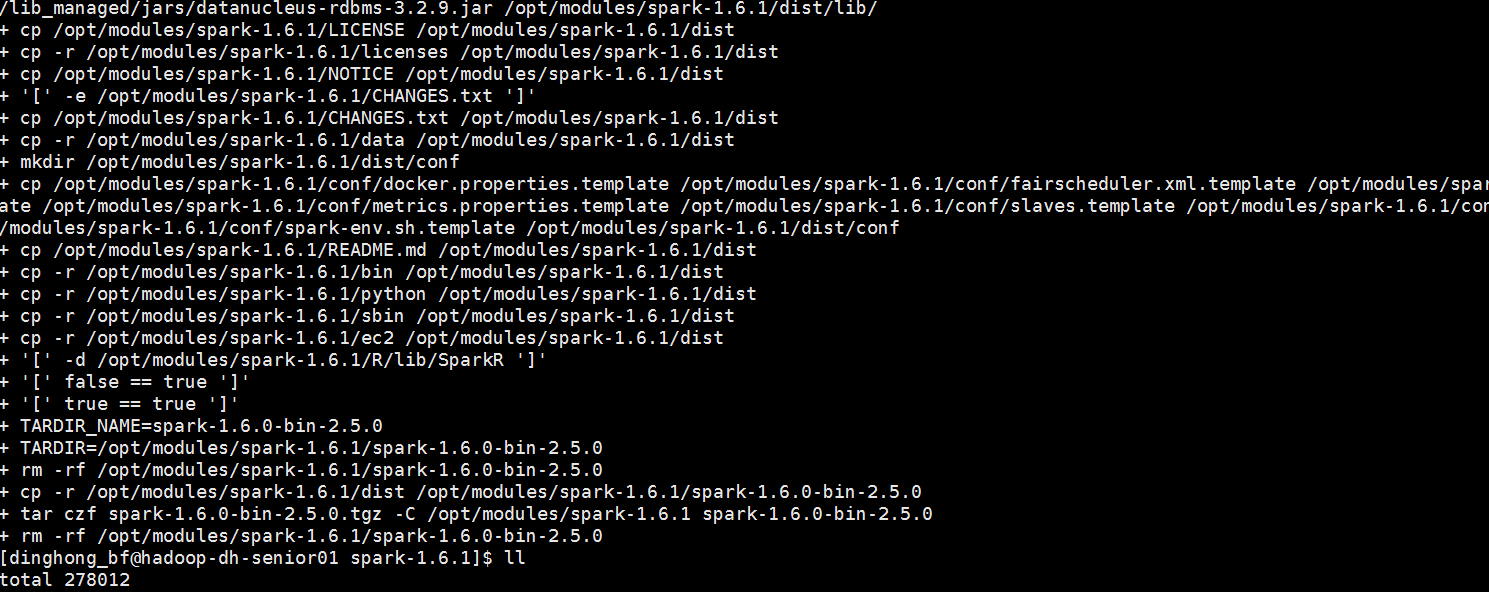 /lib_managed/jars/datanucleus-rdbms-3.2.9.jar /opt/modules/spark-1.6.1/dist/lib/
+ cp /opt/modules/spark-1.6.1/LICENSE /opt/modules/spark-1.6.1/dist
+ cp -r /opt/modules/spark-1.6.1/licenses /opt/modules/spark-1.6.1/dist
+ cp /opt/modules/spark-1.6.1/NOTICE /opt/modules/spark-1.6.1/dist
+ '[' -e /opt/modules/spark-1.6.1/CHANGES.txt ']'
+ cp /opt/modules/spark-1.6.1/CHANGES.txt /opt/modules/spark-1.6.1/dist
+ cp -r /opt/modules/spark-1.6.1/data /opt/modules/spark-1.6.1/dist
+ mkdir /opt/modules/spark-1.6.1/dist/conf
+ cp /opt/modules/spark-1.6.1/conf/docker.properties.template /opt/modules/spark-1.6.1/conf/fairscheduler.xml.template /opt/modules/spar
ate /opt/modules/spark-1.6.1/conf/metrics.properties.template /opt/modules/spark-1.6.1/conf/slaves.template /opt/modules/spark-1.6.1/con
/modules/spark-1.6.1/conf/spark-env.sh.template /opt/modules/spark-1.6.1/dist/conf
+ cp /opt/modules/spark-1.6.1/README.md /opt/modules/spark-1.6.1/dist
+ cp -r /opt/modules/spark-1.6.1/bin /opt/modules/spark-1.6.1/dist
+ cp -r /opt/modules/spark-1.6.1/python /opt/modules/spark-1.6.1/dist
+ cp -r /opt/modules/spark-1.6.1/sbin /opt/modules/spark-1.6.1/dist
+ cp -r /opt/modules/spark-1.6.1/ec2 /opt/modules/spark-1.6.1/dist
+ '[' -d /opt/modules/spark-1.6.1/R/lib/SparkR ']'
+ '[' false == true ']'
+ '[' true == true ']'
+ TARDIR_NAME=spark-1.6.0-bin-2.5.0
+ TARDIR=/opt/modules/spark-1.6.1/spark-1.6.0-bin-2.5.0
+ rm -rf /opt/modules/spark-1.6.1/spark-1.6.0-bin-2.5.0
+ cp -r /opt/modules/spark-1.6.1/dist /opt/modules/spark-1.6.1/spark-1.6.0-bin-2.5.0
+ tar czf spark-1.6.0-bin-2.5.0.tgz -C /opt/modules/spark-1.6.1 spark-1.6.0-bin-2.5.0
+ rm -rf /opt/modules/spark-1.6.1/spark-1.6.0-bin-2.5.0
[dinghong_bf@hadoop-dh-senior01 spark-1.6.1]$ ll
total 278012